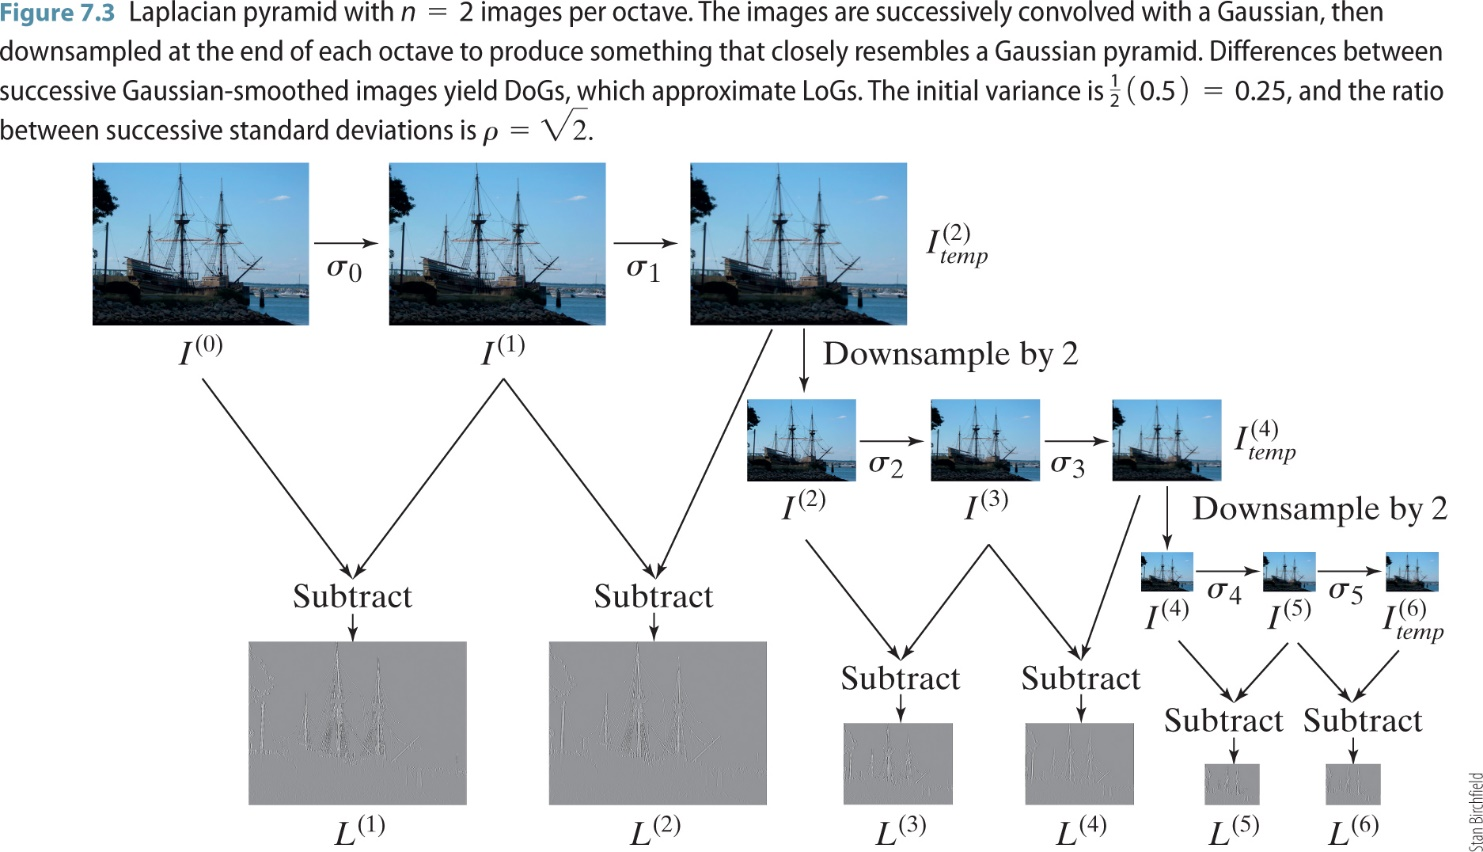 Figure 7.3 Laplacian pyramid with n = 2 images per octave. The images are successively convolved with a Gaussian, then
downsampled at the end of each octave to produce something that closely resembles a Gaussian pyramid. Differences between
successive Gaussian-smoothed images yield DoGs, which approximate LoGs. The initial variance is ½(0.5) = 0.25, and the ratio
between successive standard deviations is ρ = √2.
σ0
σ1
I(2)temp
I(0)
I(1)
Downsample by 2
σ2
σ3
I(4)temp
I(2)
I(3)
Downsample by 2
σ4
σ5
I(4)
I(5)
I(6)temp
Subtract
Subtract
Subtract
Subtract
Subtract
Subtract
L(1)
L(2)
L(3)
L(4)
L(5)
L(6)
Stan Birchfield